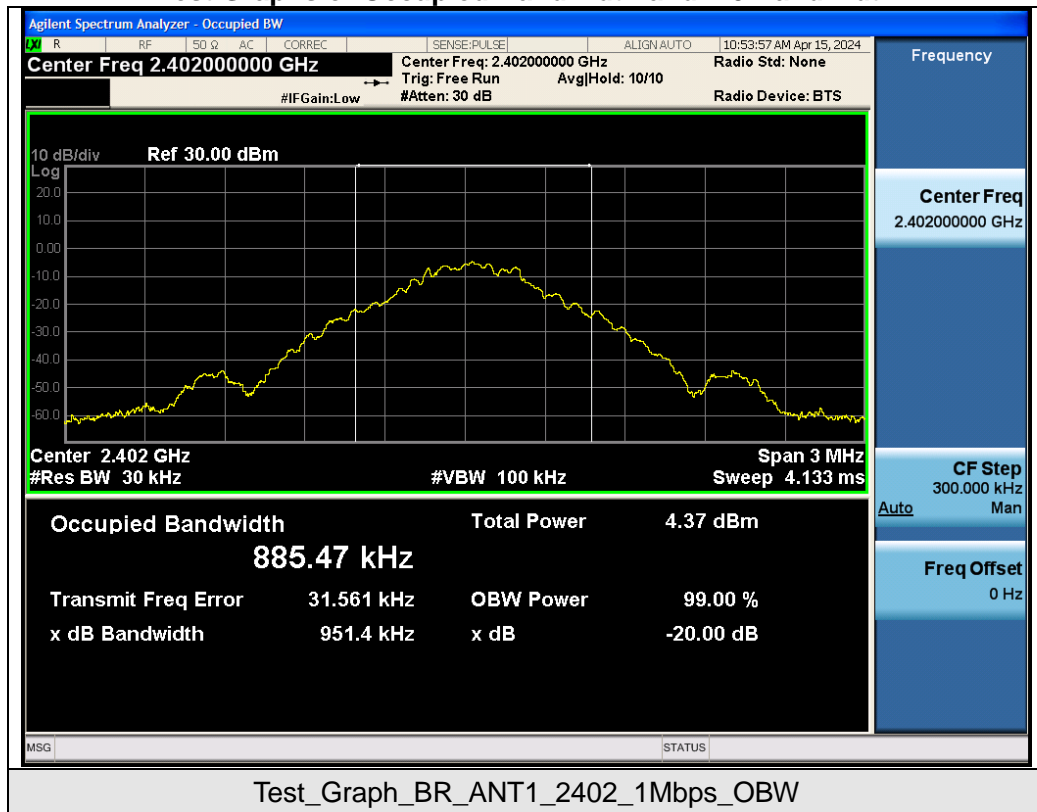 Agilent Spectrum Analyzer - Occupied BW
LXI R RF 50 Ω AC CORREC SENSE:PULSE ALIGN AUTO 10:53:57 AM Apr 15, 2024
Center Freq 2.402000000 GHz
Center Freq: 2.402000000 GHz Radio Std: None
Trig: Free Run Avg|Hold: 10/10
#IFGain:Low #Atten: 30 dB Radio Device: BTS
10 dB/div Ref 30.00 dBm
Log
20.0
10.0
0.00
-10.0
-20.0
-30.0
-40.0
-50.0
-60.0
Center 2.402 GHz Span 3 MHz
#Res BW 30 kHz #VBW 100 kHz Sweep 4.133 ms
Occupied Bandwidth Total Power 4.37 dBm
885.47 kHz
Transmit Freq Error 31.561 kHz OBW Power 99.00 %
x dB Bandwidth 951.4 kHz x dB -20.00 dB
MSG STATUS
Frequency
Center Freq
2.402000000 GHz
CF Step
300.000 kHz
Auto Man
Freq Offset
0 Hz
Test_Graph_BR_ANT1_2402_1Mbps_OBW